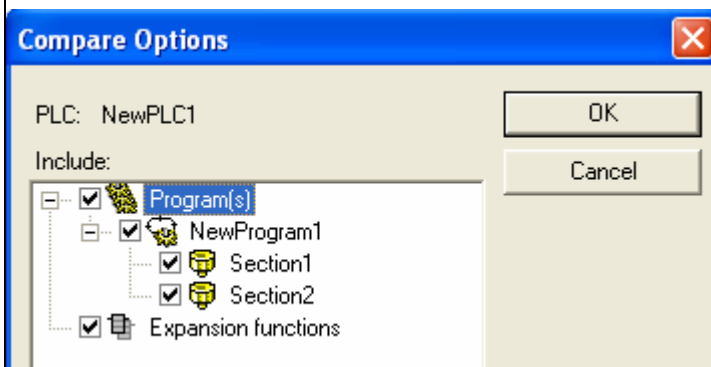 Compare Options
PLC: NewPLC1
OK
Include:
Cancel
Program(s)
NewProgram1
Section1
Section2
Expansion functions